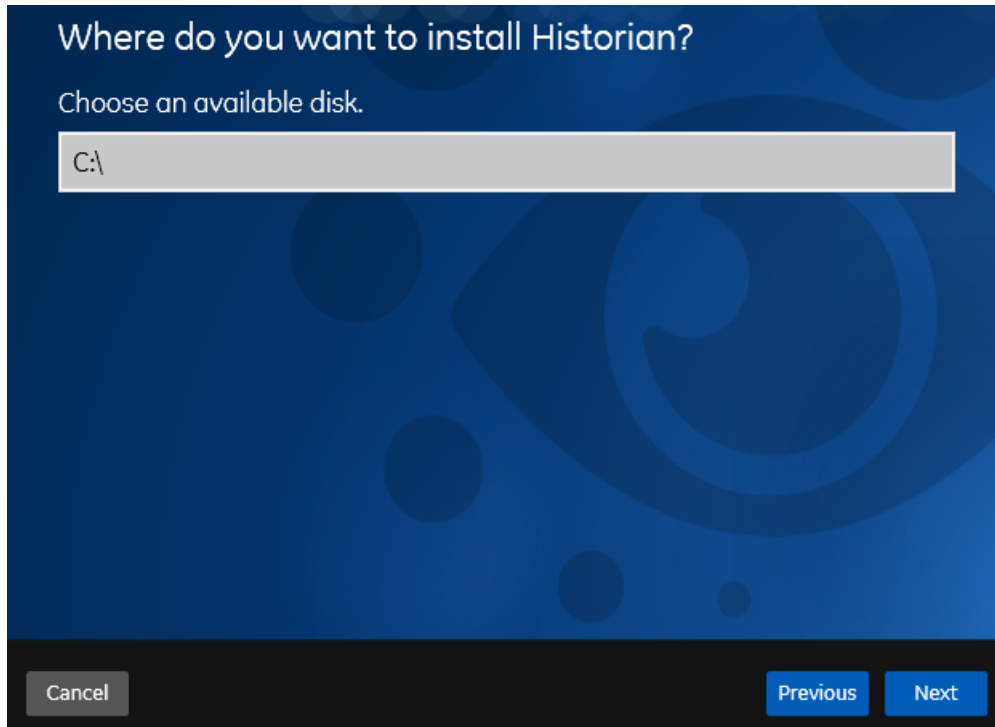 Where do you want to install Historian?
Choose an available disk.
C:\
Cancel
Previous
Next